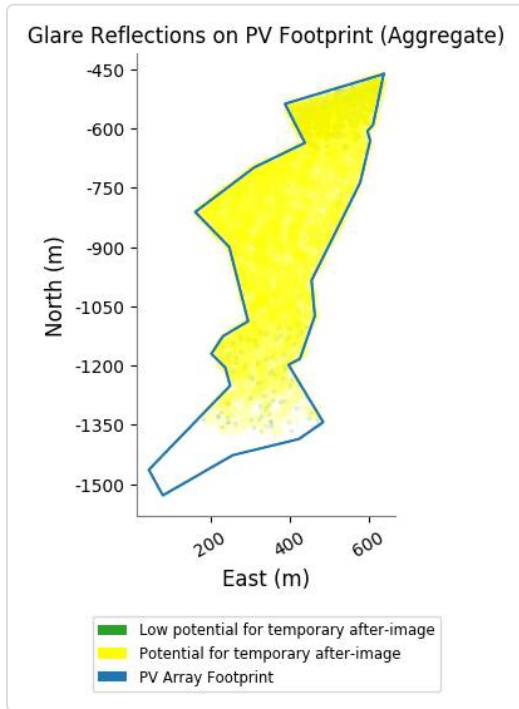 Glare Reflections on PV Footprint (Aggregate)
-450
-600
-750
-900
-1050
-1200
-1350
-1500
North (m)
200
400
600
East (m)
Low potential for temporary after-image
Potential for temporary after-image
PV Array Footprint